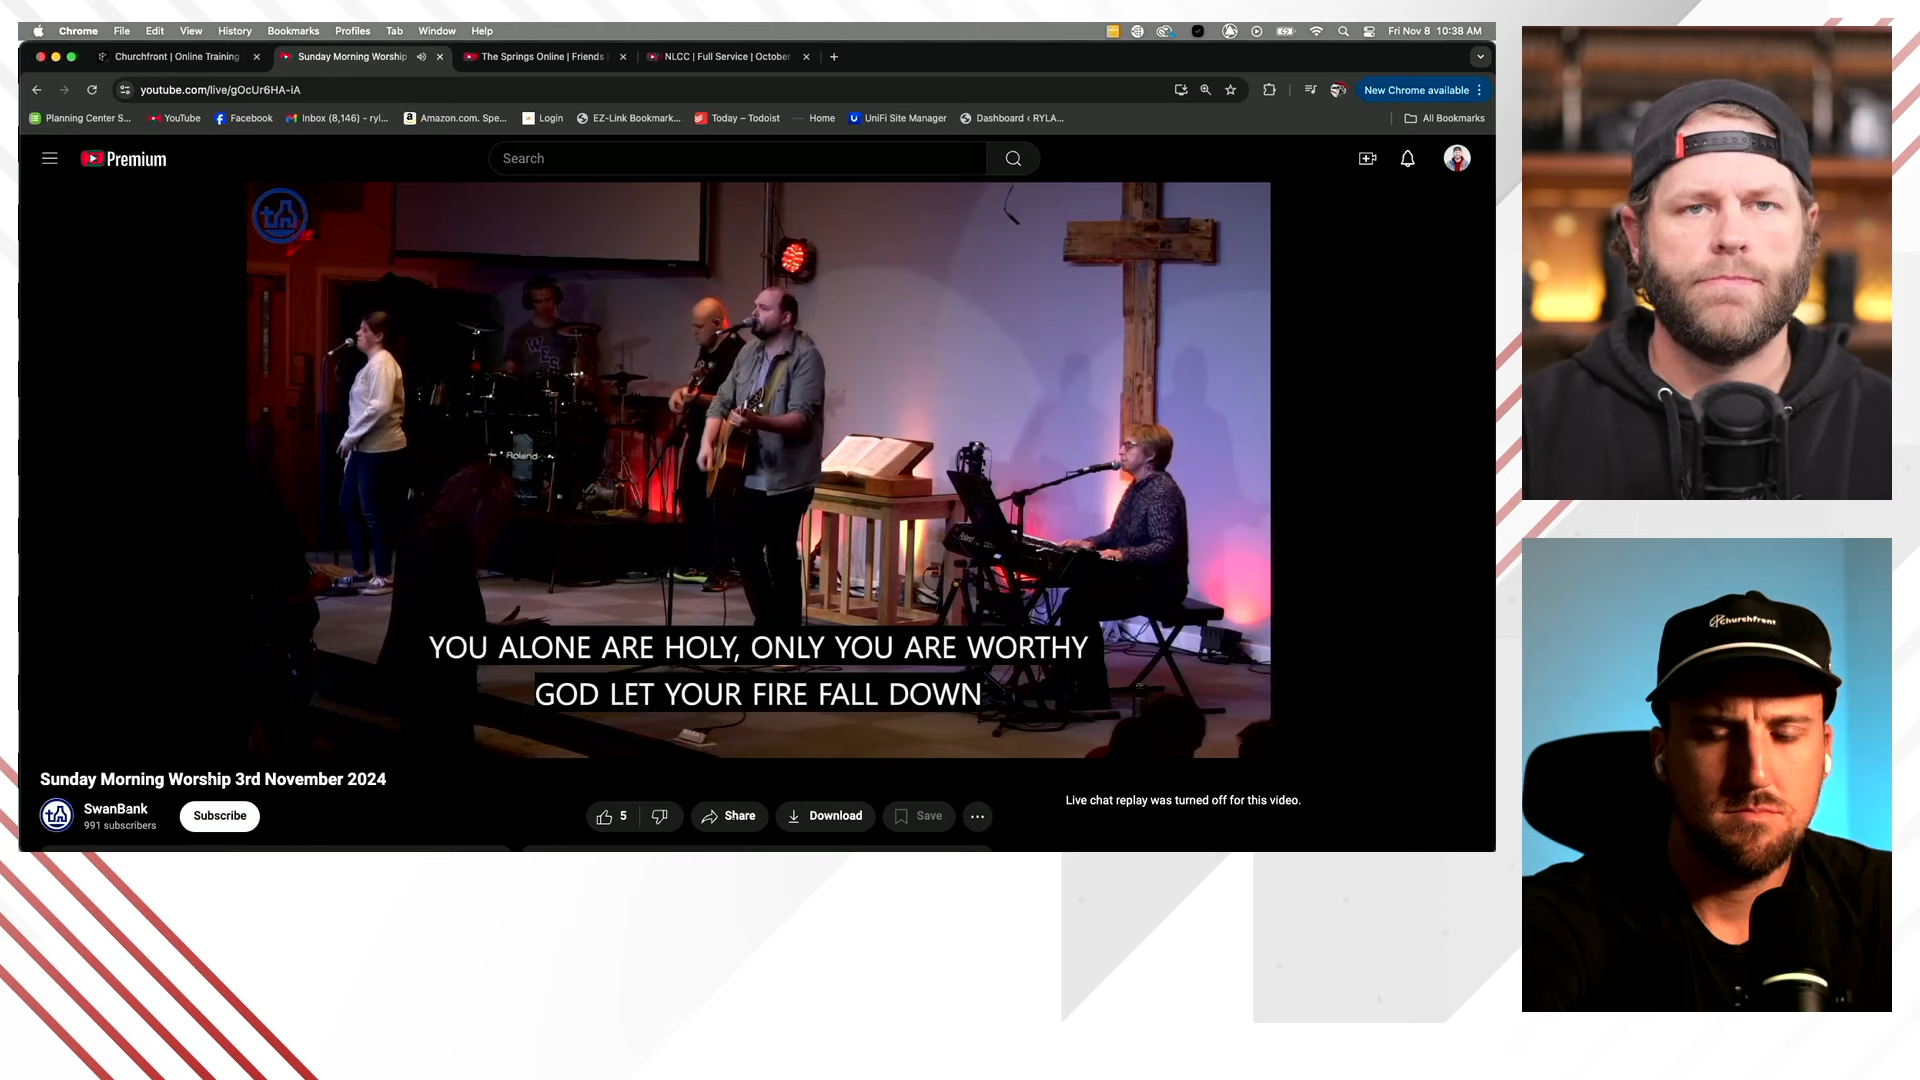 Chrome File Edit View History Bookmarks Profiles Tab Window Help
Fri Nov 8 10:38 AM
Churchfront | Online Training
Sunday Morning Worship
The Springs Online | Friends
NLCC | Full Service | October
youtube.com/live/gOcUr6HA-iA
New Chrome available
Planning Center S... YouTube Facebook Inbox (8,146) – ryl... Amazon.com. Spe... Login EZ-Link Bookmark... Today – Todoist Home UniFi Site Manager Dashboard ‹ RYLA... All Bookmarks
Premium
Search
Churchfront
WES
Roland
Roland
YOU ALONE ARE HOLY, ONLY YOU ARE WORTHY
GOD LET YOUR FIRE FALL DOWN
Sunday Morning Worship 3rd November 2024
SwanBank
991 subscribers
Subscribe
5
Share
Download
Save
Live chat replay was turned off for this video.